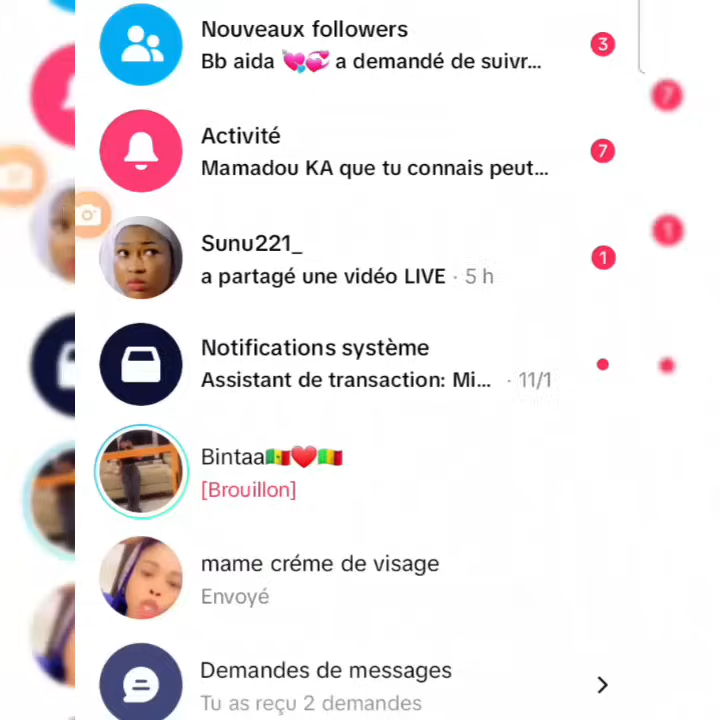 Nouveaux followers
Bb aida 💘💞 a demandé de suivr...
3
Activité
Mamadou KA que tu connais peut...
7
7
Sunu221_
a partagé une vidéo LIVE · 5 h
1
1
Notifications système
Assistant de transaction: Mi... · 11/1
Bintaa🇸🇳❤️🇲🇱
[Brouillon]
mame créme de visage
Envoyé
Demandes de messages
Tu as reçu 2 demandes